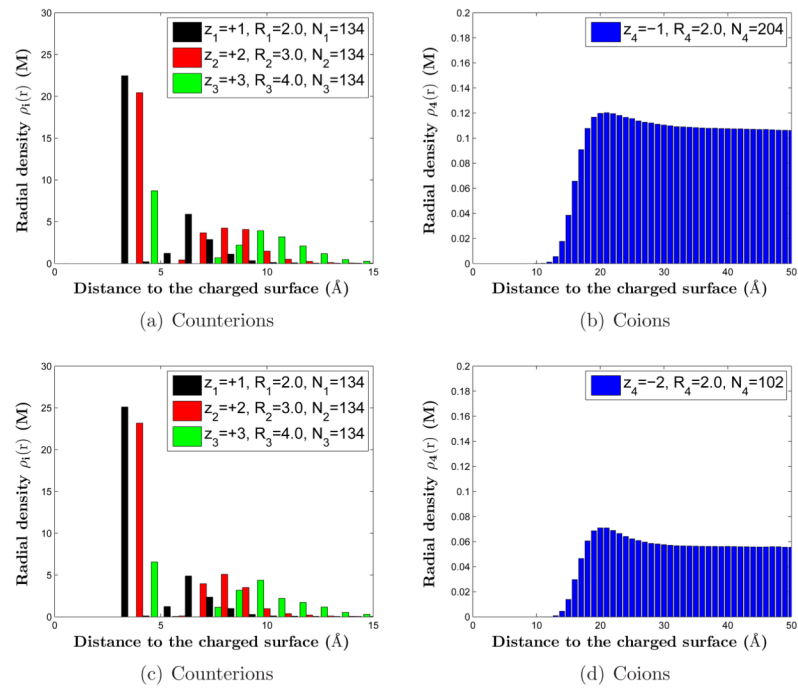 30
25
20
15
10
5
0
0 5 10 15
Radial density ρi(r) (M)
Distance to the charged surface (Å)
z1=+1, R1=2.0, N1=134
z2=+2, R2=3.0, N2=134
z3=+3, R3=4.0, N3=134
(a) Counterions
0.2
0.18
0.16
0.14
0.12
0.1
0.08
0.06
0.04
0.02
0
0 10 20 30 40 50
Radial density ρ4(r) (M)
Distance to the charged surface (Å)
z4=−1, R4=2.0, N4=204
(b) Coions
30
25
20
15
10
5
0
0 5 10 15
Radial density ρi(r) (M)
Distance to the charged surface (Å)
z1=+1, R1=2.0, N1=134
z2=+2, R2=3.0, N2=134
z3=+3, R3=4.0, N3=134
(c) Counterions
0.2
0.18
0.16
0.14
0.12
0.1
0.08
0.06
0.04
0.02
0
0 10 20 30 40 50
Radial density ρ4(r) (M)
Distance to the charged surface (Å)
z4=−2, R4=2.0, N4=102
(d) Coions